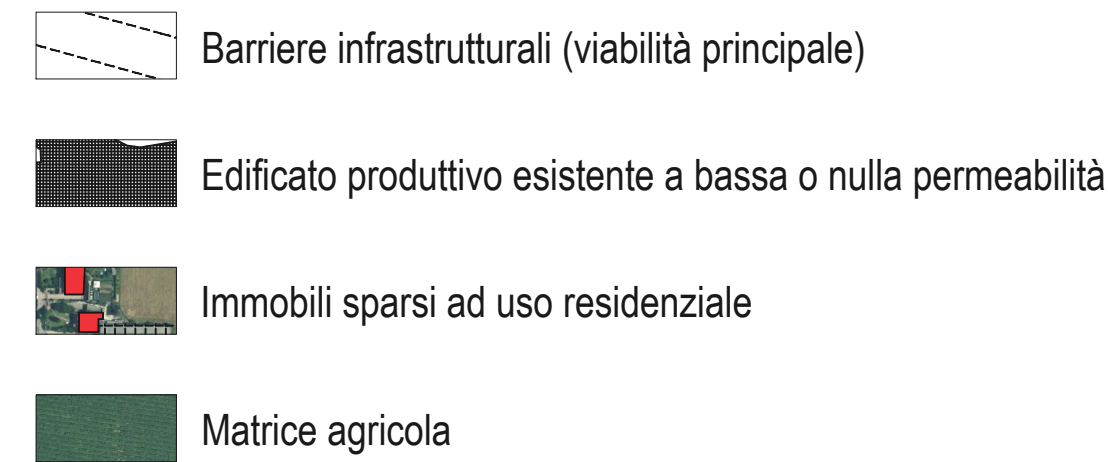 Barriere infrastrutturali (viabilità principale)
Edificato produttivo esistente a bassa o nulla permeabilità
Immobili sparsi ad uso residenziale
Matrice agricola